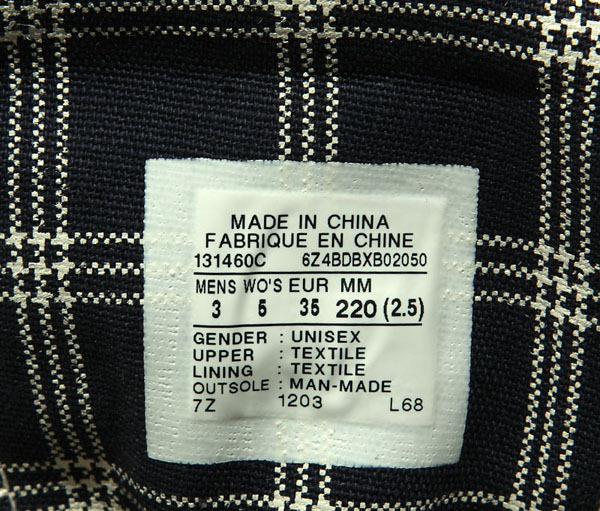 MADE IN CHINA
FABRIQUE EN CHINE
131460C 6Z4BDBXB02050
MENS WO'S EUR MM
3 5 35 220 (2.5)
GENDER : UNISEX
UPPER : TEXTILE
LINING : TEXTILE
OUTSOLE : MAN-MADE
7Z 1203 L68